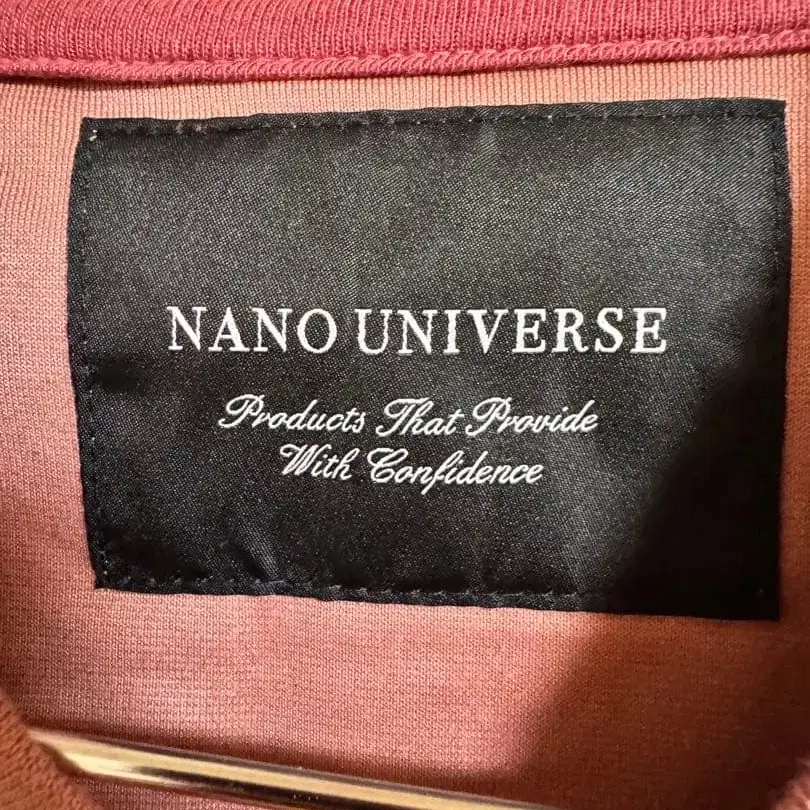 NANO UNIVERSE
Products That Provide
With Confidence